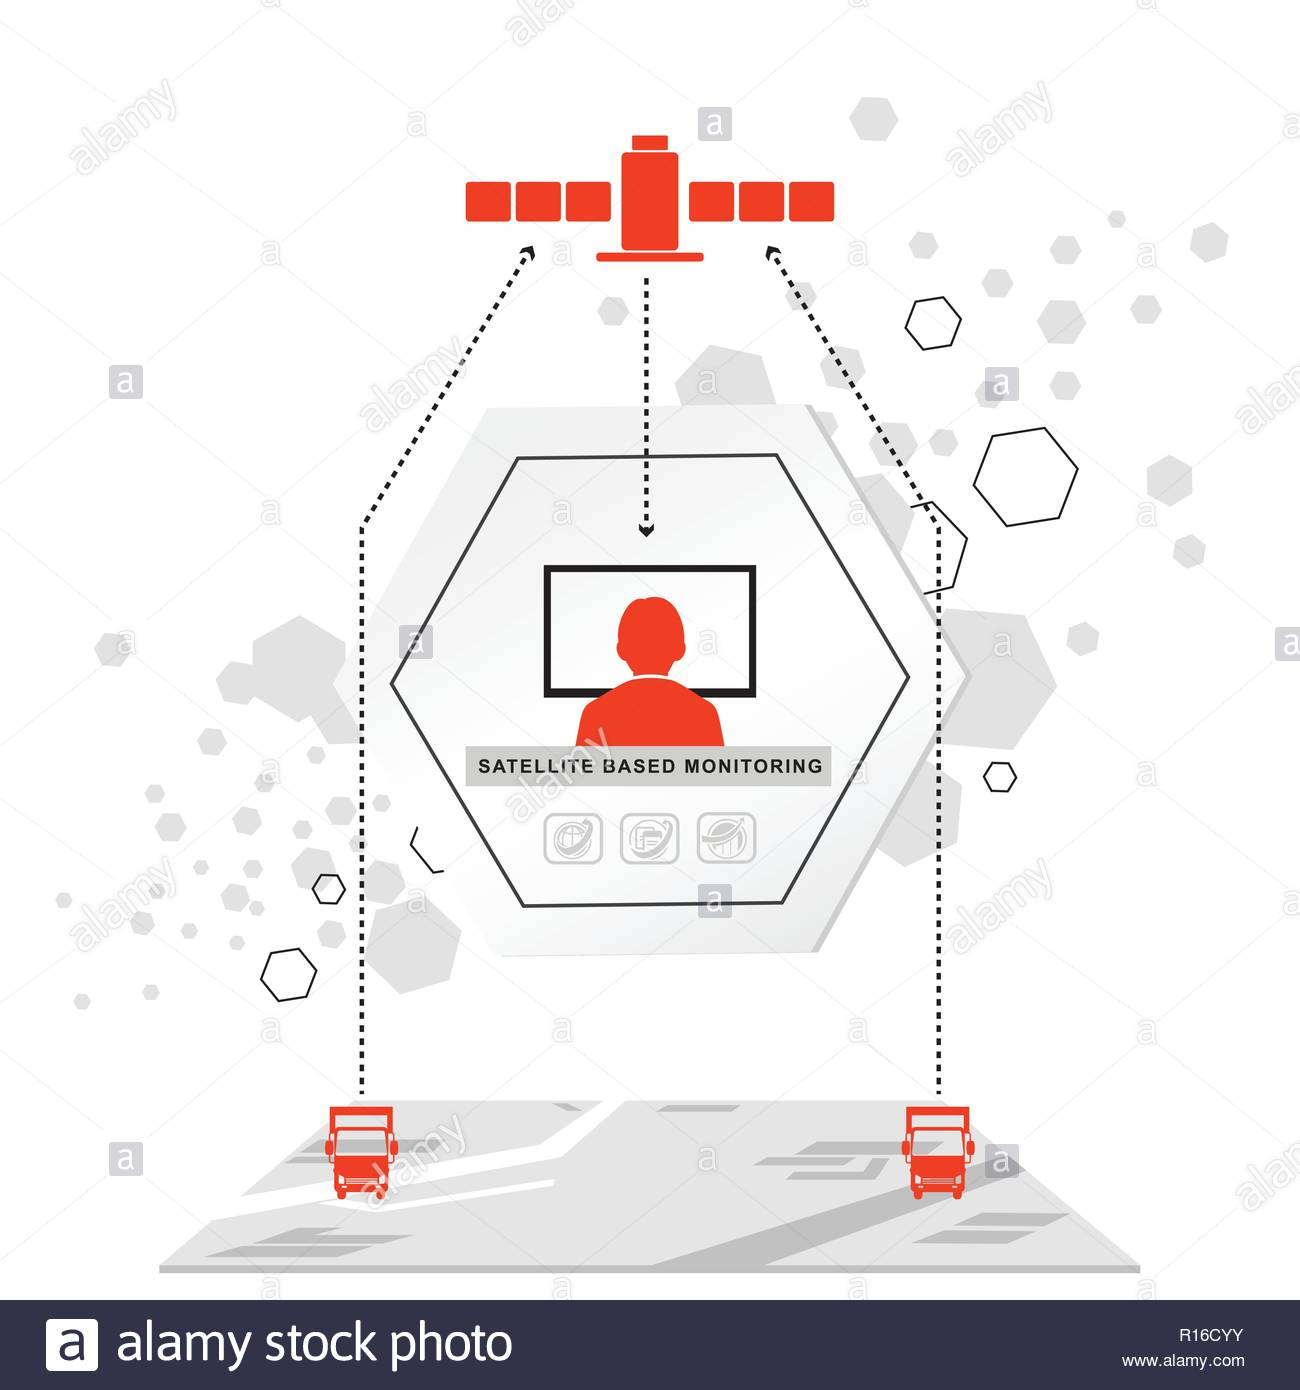 SATELLITE BASED MONITORING
a alamy stock photo
R16CYY
www.alamy.com